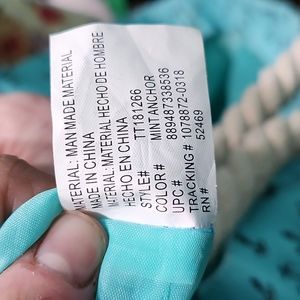 MATERIAL: MAN MADE MATERIAL
MADE IN CHINA
MATERIAL: MATERIAL HECHO DE HOMBRE
HECHO EN CHINA
STYLE# TT181266
COLOR# MINT ANCHOR
UPC # 889487338536
TRACKING # 1078872-0318
RN# 52469